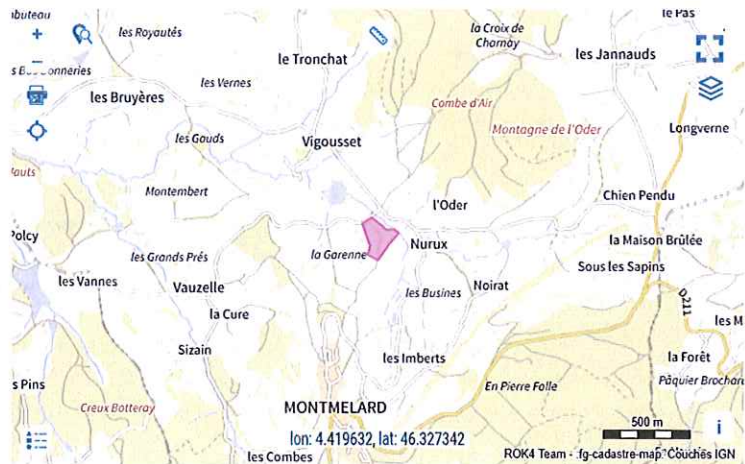 le Pas
les Royautés
la Croix de
Charnay
le Tronchat
les Jannauds
les Vernes
les Bruyères
Combe d'Air
Longverne
les Gauds
Vigousset
Montagne de l'Oder
Montembert
l'Oder
Chien Pendu
Polcy
la Garenne
Nurux
la Maison Brûlée
les Grands Prés
Sous les Sapins
les Vannes
Vauzelle
les Busines
Noirat
D211
la Cure
les M
Sizain
les Imberts
la Forêt
s Pins
En Pierre Folle
Pâquier Brochar
Creux Botteray
MONTMELARD
500 m
lon: 4.419632, lat: 46.327342
les Combes
ROK4 Team - .fg-cadastre-map. Couches IGN